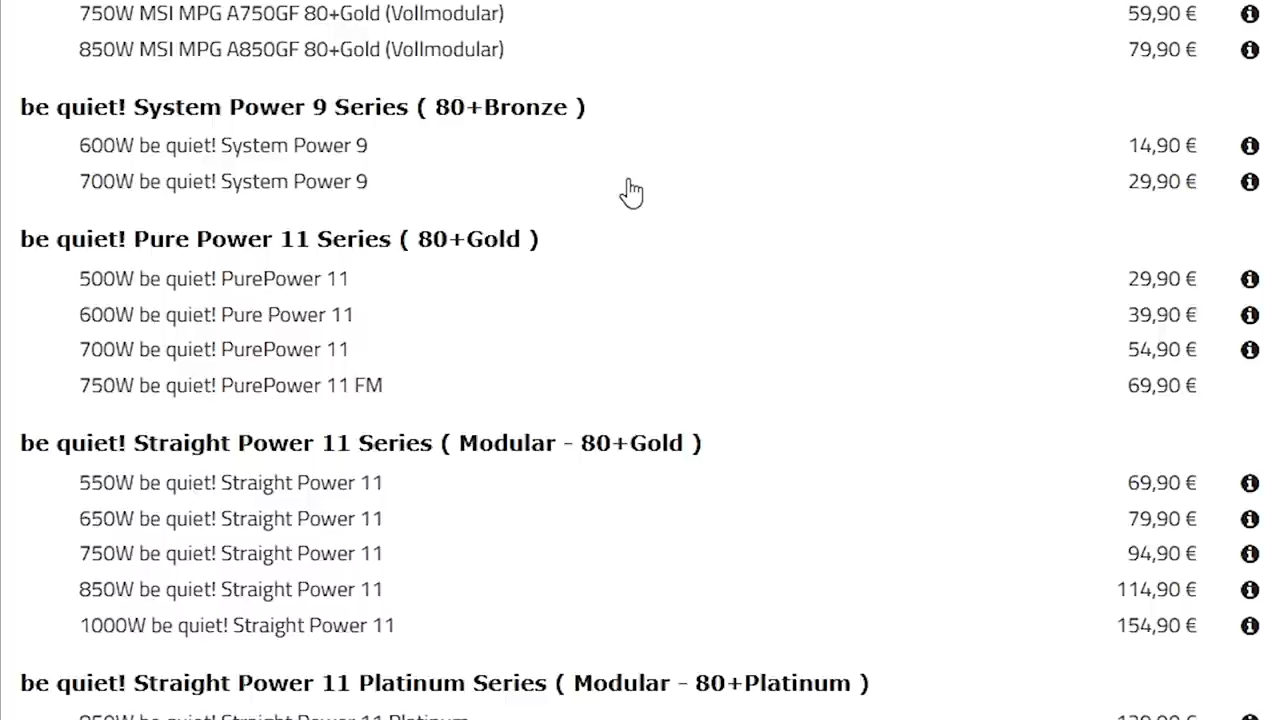 750W MSI MPG A750GF 80+Gold (Vollmodular) 59,90 €
850W MSI MPG A850GF 80+Gold (Vollmodular) 79,90 €
be quiet! System Power 9 Series ( 80+Bronze )
600W be quiet! System Power 9 14,90 €
700W be quiet! System Power 9 29,90 €
be quiet! Pure Power 11 Series ( 80+Gold )
500W be quiet! PurePower 11 29,90 €
600W be quiet! Pure Power 11 39,90 €
700W be quiet! PurePower 11 54,90 €
750W be quiet! PurePower 11 FM 69,90 €
be quiet! Straight Power 11 Series ( Modular - 80+Gold )
550W be quiet! Straight Power 11 69,90 €
650W be quiet! Straight Power 11 79,90 €
750W be quiet! Straight Power 11 94,90 €
850W be quiet! Straight Power 11 114,90 €
1000W be quiet! Straight Power 11 154,90 €
be quiet! Straight Power 11 Platinum Series ( Modular - 80+Platinum )
be quiet! Straight Power 11 Platinum